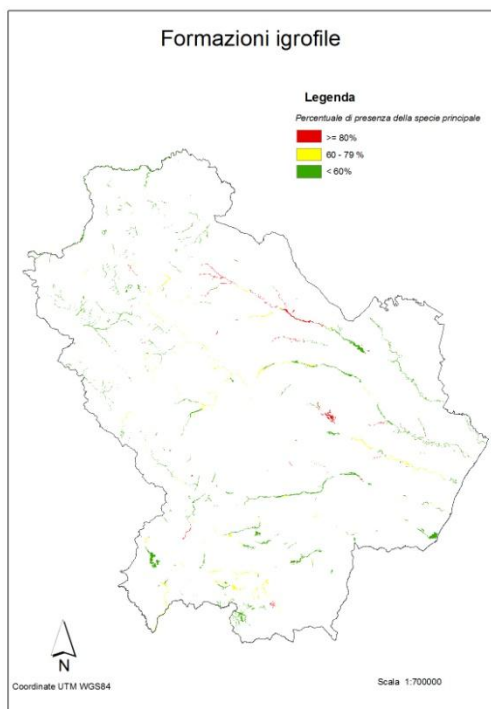 Formazioni igrofile
Legenda
Percentuale di presenza della specie principale
>= 80%
60 - 79 %
< 60%
N
Coordinate UTM WGS84
Scala 1:700000